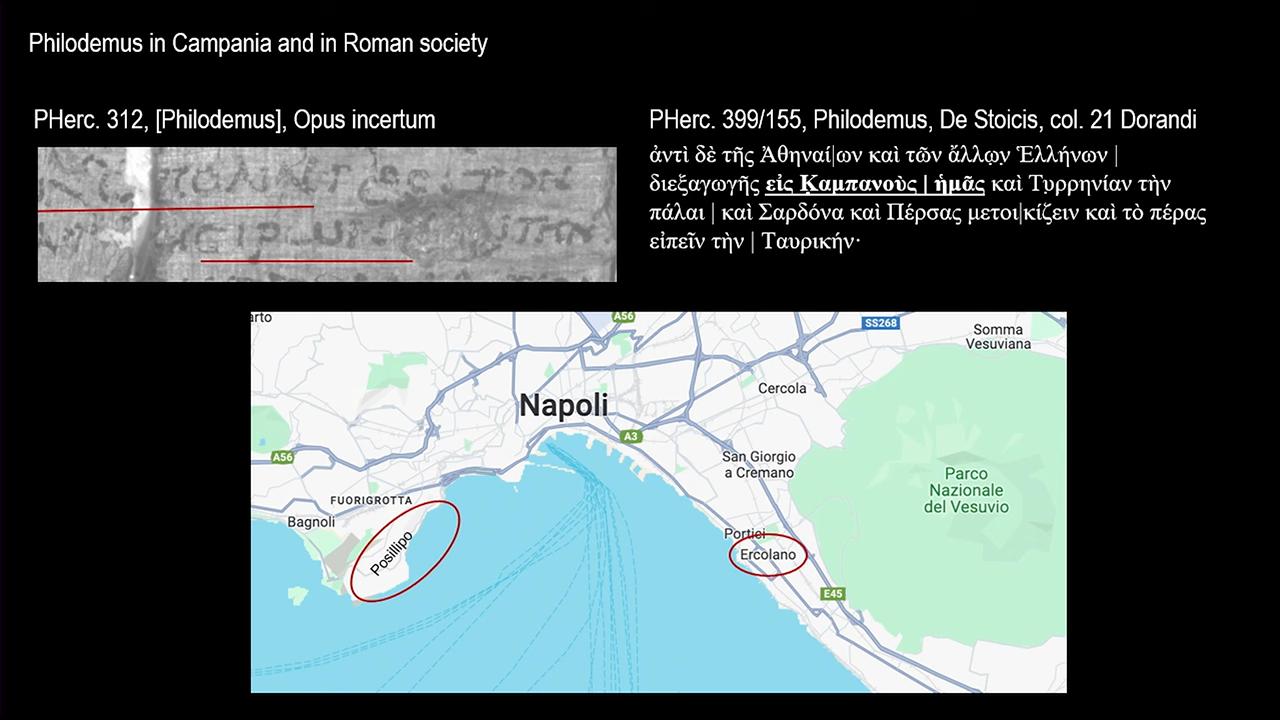 Philodemus in Campania and in Roman society
PHerc. 312, [Philodemus], Opus incertum
PHerc. 399/155, Philodemus, De Stoicis, col. 21 Dorandi
ἀντὶ δὲ τῆς Ἀθηναί|ων καὶ τῶν ἄλλων̣ Ἑλλήνων |
διεξαγωγῆς εἰς Κ̣αμπανοὺς | ἡμᾶς καὶ Τυρρηνίαν τὴν
πάλαι | καὶ Σαρδόνα καὶ Πέρσας μετοι|κίζειν καὶ τὸ πέρας
εἰπεῖν τὴν | Ταυρικήν·
arto
A56
SS268
Somma
Vesuviana
Cercola
Napoli
A3
A56
San Giorgio
a Cremano
Parco
Nazionale
del Vesuvio
FUORIGROTTA
Bagnoli
Posillipo
Portici
Ercolano
E45